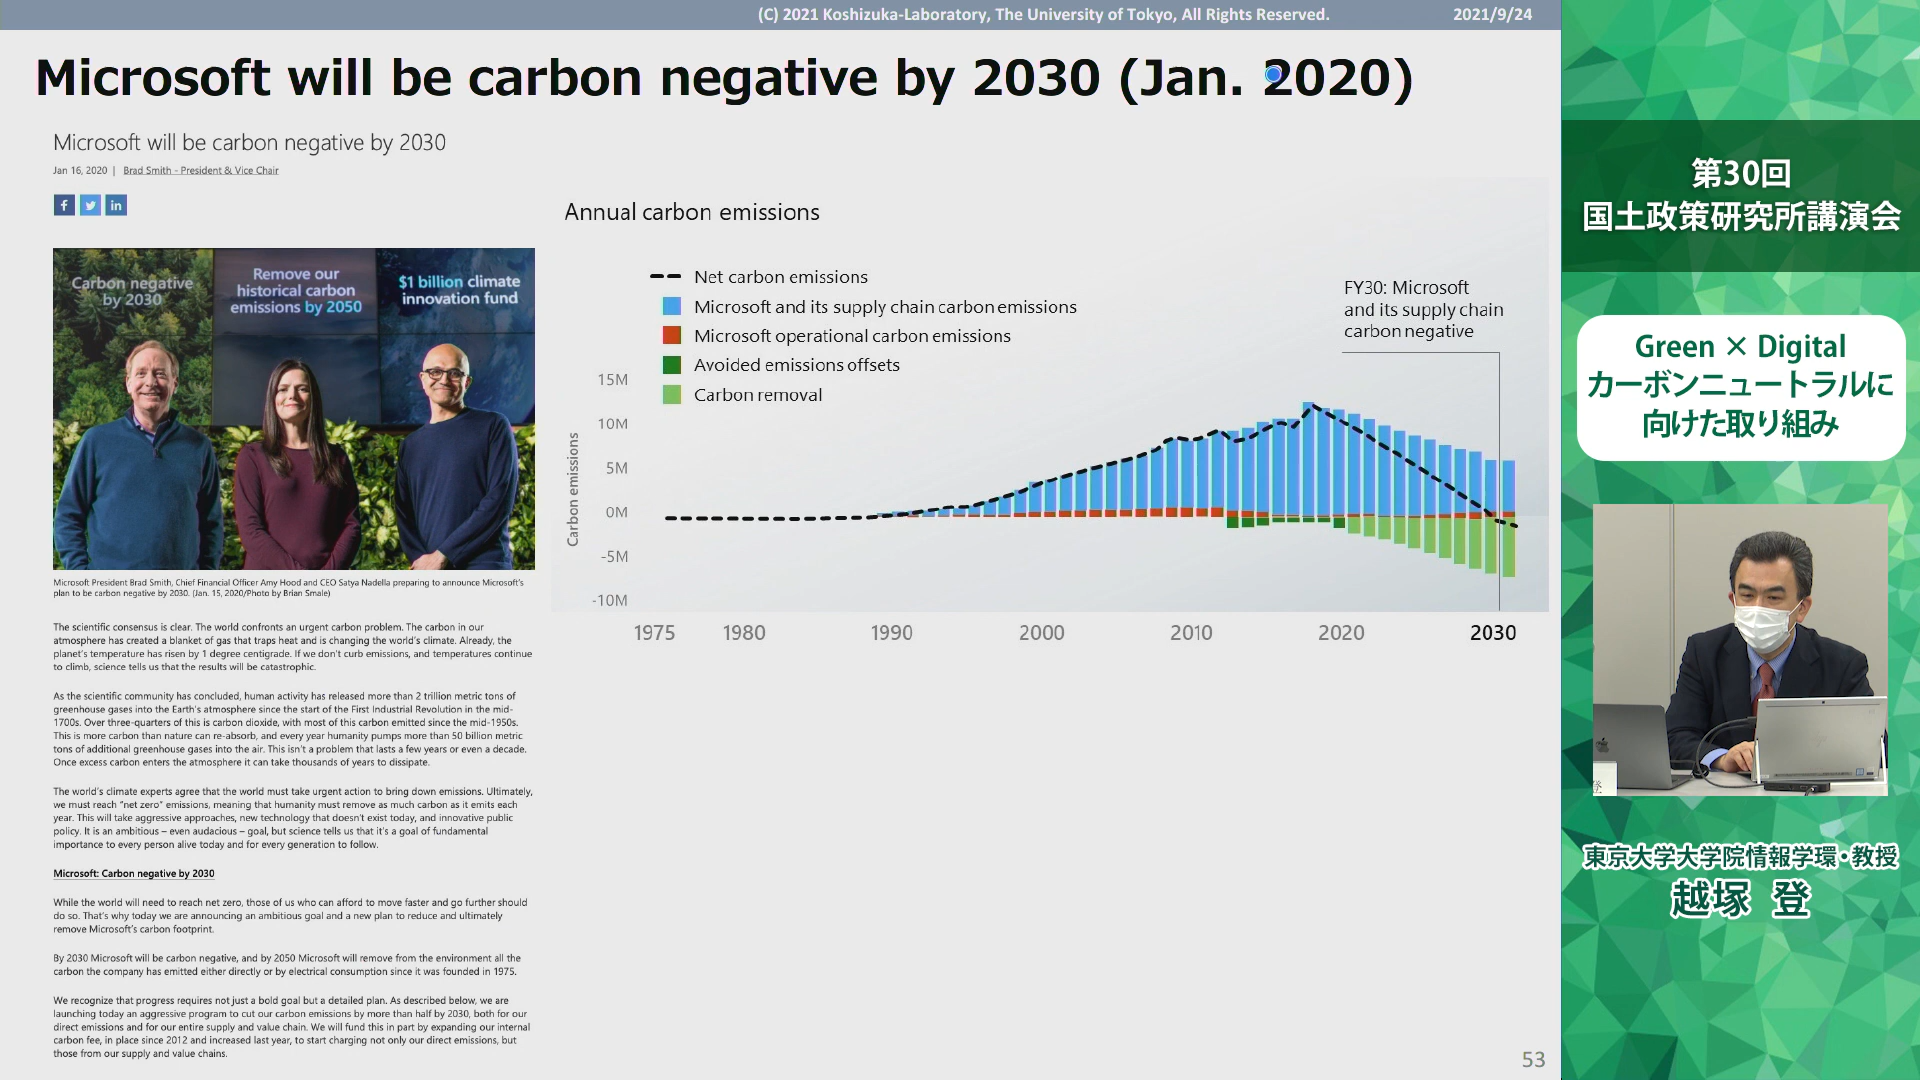 (C) 2021 Koshizuka-Laboratory, The University of Tokyo, All Rights Reserved.
2021/9/24
Microsoft will be carbon negative by 2030 (Jan. 2020)
Microsoft will be carbon negative by 2030
Jan 16, 2020 | Brad Smith - President & Vice Chair
Carbon negative
by 2030
Remove our
historical carbon
emissions by 2050
$1 billion climate
innovation fund
Microsoft President Brad Smith, Chief Financial Officer Amy Hood and CEO Satya Nadella preparing to announce Microsoft's
plan to be carbon negative by 2030. (Jan. 15, 2020/Photo by Brian Smale)
The scientific consensus is clear. The world confronts an urgent carbon problem. The carbon in our
atmosphere has created a blanket of gas that traps heat and is changing the world's climate. Already, the
planet's temperature has risen by 1 degree centigrade. If we don't curb emissions, and temperatures continue
to climb, science tells us that the results will be catastrophic.
As the scientific community has concluded, human activity has released more than 2 trillion metric tons of
greenhouse gases into the Earth's atmosphere since the start of the First Industrial Revolution in the mid-
1700s. Over three-quarters of this is carbon dioxide, with most of this carbon emitted since the mid-1950s.
This is more carbon than nature can re-absorb, and every year humanity pumps more than 50 billion metric
tons of additional greenhouse gases into the air. This isn't a problem that lasts a few years or even a decade.
Once excess carbon enters the atmosphere it can take thousands of years to dissipate.
The world's climate experts agree that the world must take urgent action to bring down emissions. Ultimately,
we must reach "net zero" emissions, meaning that humanity must remove as much carbon as it emits each
year. This will take aggressive approaches, new technology that doesn't exist today, and innovative public
policy. It is an ambitious – even audacious – goal, but science tells us that it's a goal of fundamental
importance to every person alive today and for every generation to follow.
Microsoft: Carbon negative by 2030
While the world will need to reach net zero, those of us who can afford to move faster and go further should
do so. That's why today we are announcing an ambitious goal and a new plan to reduce and ultimately
remove Microsoft's carbon footprint.
By 2030 Microsoft will be carbon negative, and by 2050 Microsoft will remove from the environment all the
carbon the company has emitted either directly or by electrical consumption since it was founded in 1975.
We recognize that progress requires not just a bold goal but a detailed plan. As described below, we are
launching today an aggressive program to cut our carbon emissions by more than half by 2030, both for our
direct emissions and for our entire supply and value chain. We will fund this in part by expanding our internal
carbon fee, in place since 2012 and increased last year, to start charging not only our direct emissions, but
those from our supply and value chains.
Annual carbon emissions
Net carbon emissions
Microsoft and its supply chain carbon emissions
Microsoft operational carbon emissions
Avoided emissions offsets
Carbon removal
FY30: Microsoft
and its supply chain
carbon negative
Carbon emissions
15M
10M
5M
0M
-5M
-10M
1975 1980 1990 2000 2010 2020 2030
53
第30回
国土政策研究所講演会
Green × Digital
カーボンニュートラルに
向けた取り組み
登
東京大学大学院情報学環・教授
越塚 登